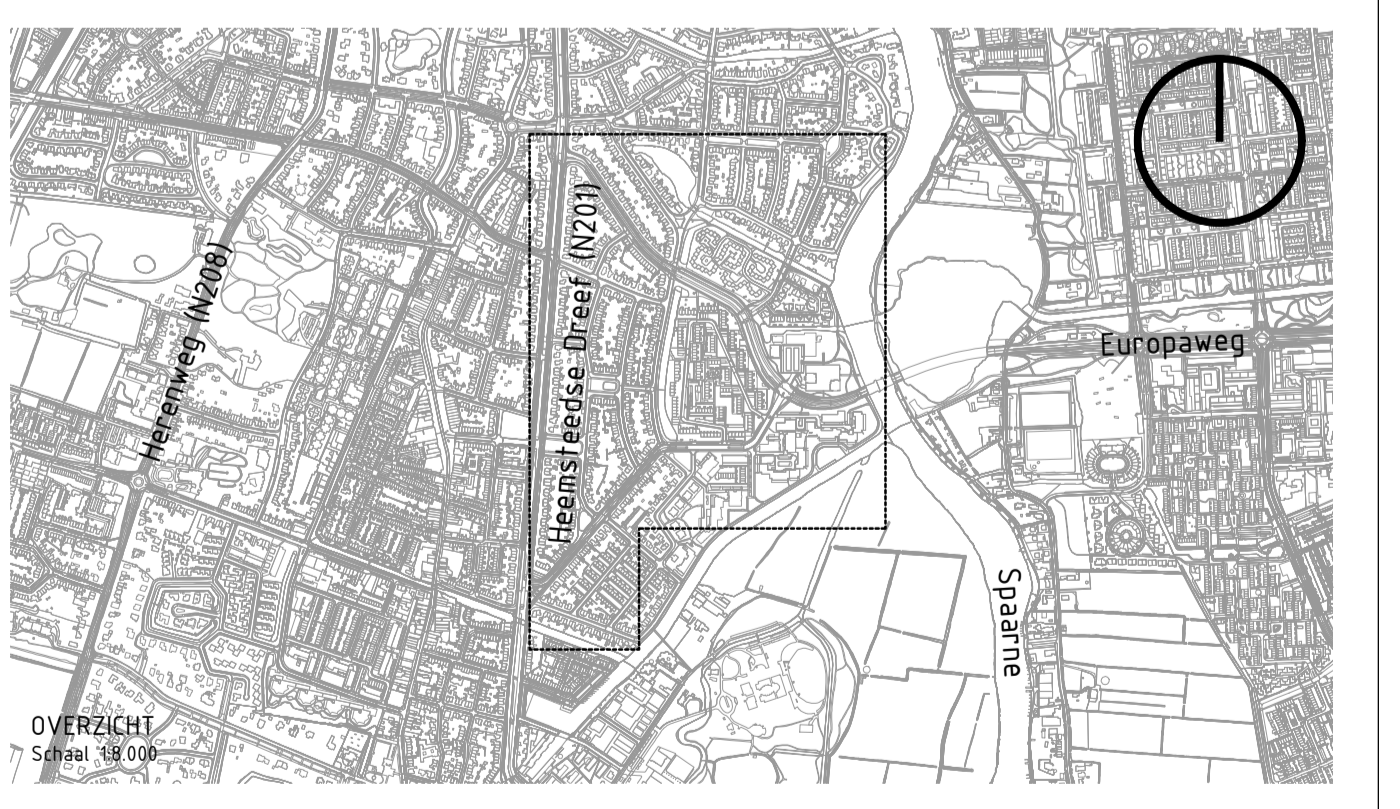 Herenweg (N208)
Heemsteedse Dreef (N201)
Europaweg
Spaarne
OVERZICHT
Schaal 1:8.000